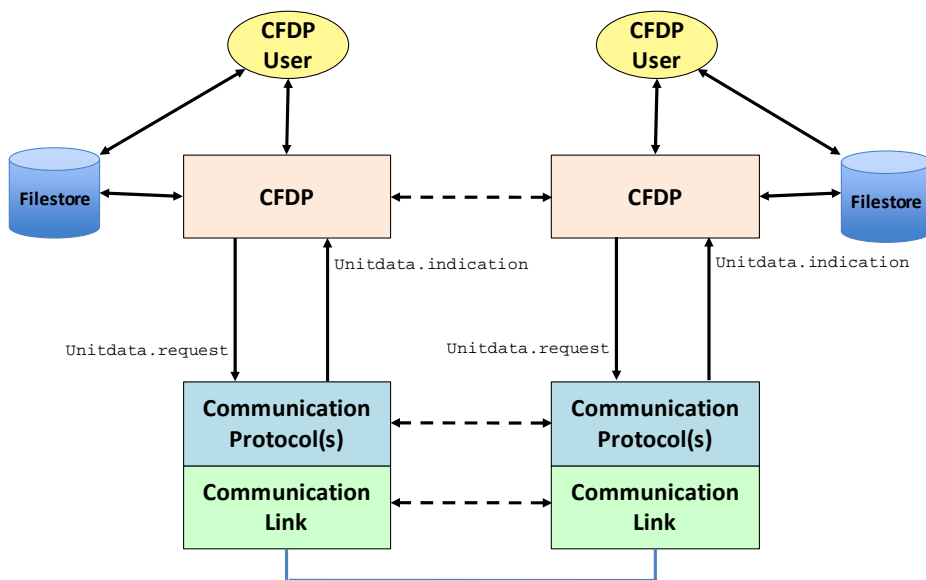 CFDP
User
CFDP
User
Filestore
CFDP
CFDP
Filestore
Unitdata.indication
Unitdata.indication
Unitdata.request
Unitdata.request
Communication
Protocol(s)
Communication
Protocol(s)
Communication
Link
Communication
Link